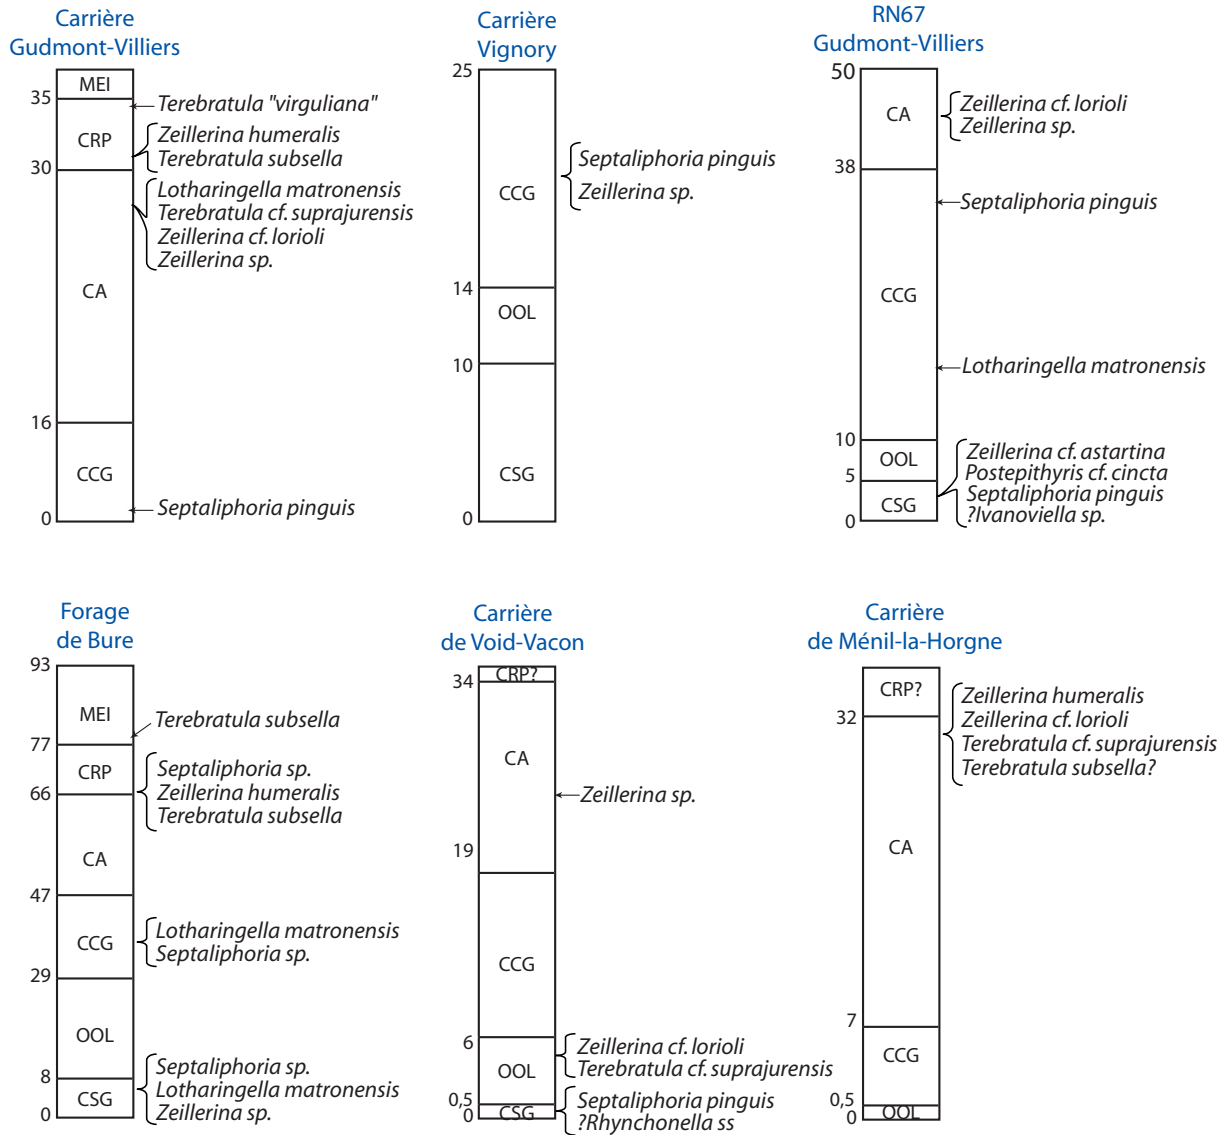 Carrière
Gudmont-Villiers
MEI
35
Terebratula "virguliana"
CRP
Zeillerina humeralis
Terebratula subsella
30
Lotharingella matronensis
Terebratula cf. suprajurensis
Zeillerina cf. lorioli
Zeillerina sp.
CA
16
CCG
Septaliphoria pinguis
0
Carrière
Vignory
25
Septaliphoria pinguis
CCG
Zeillerina sp.
14
OOL
10
CSG
0
RN67
Gudmont-Villiers
50
CA
Zeillerina cf. lorioli
Zeillerina sp.
38
Septaliphoria pinguis
CCG
Lotharingella matronensis
10
OOL
5
Zeillerina cf. astartina
Postepithyris cf. cincta
Septaliphoria pinguis
?Ivanoviella sp.
CSG
0
Forage
de Bure
93
MEI
Terebratula subsella
77
CRP
Septaliphoria sp.
Zeillerina humeralis
Terebratula subsella
66
CA
47
CCG
Lotharingella matronensis
Septaliphoria sp.
29
OOL
8
Septaliphoria sp.
Lotharingella matronensis
Zeillerina sp.
CSG
0
Carrière
de Void-Vacon
CRP?
34
CA
Zeillerina sp.
19
CCG
6
Zeillerina cf. lorioli
Terebratula cf. suprajurensis
OOL
0,5
Septaliphoria pinguis
?Rhynchonella ss
CSG
0
Carrière
de Ménil-la-Horgne
CRP?
32
Zeillerina humeralis
Zeillerina cf. lorioli
Terebratula cf. suprajurensis
Terebratula subsella?
CA
7
CCG
0,5
OOL
0